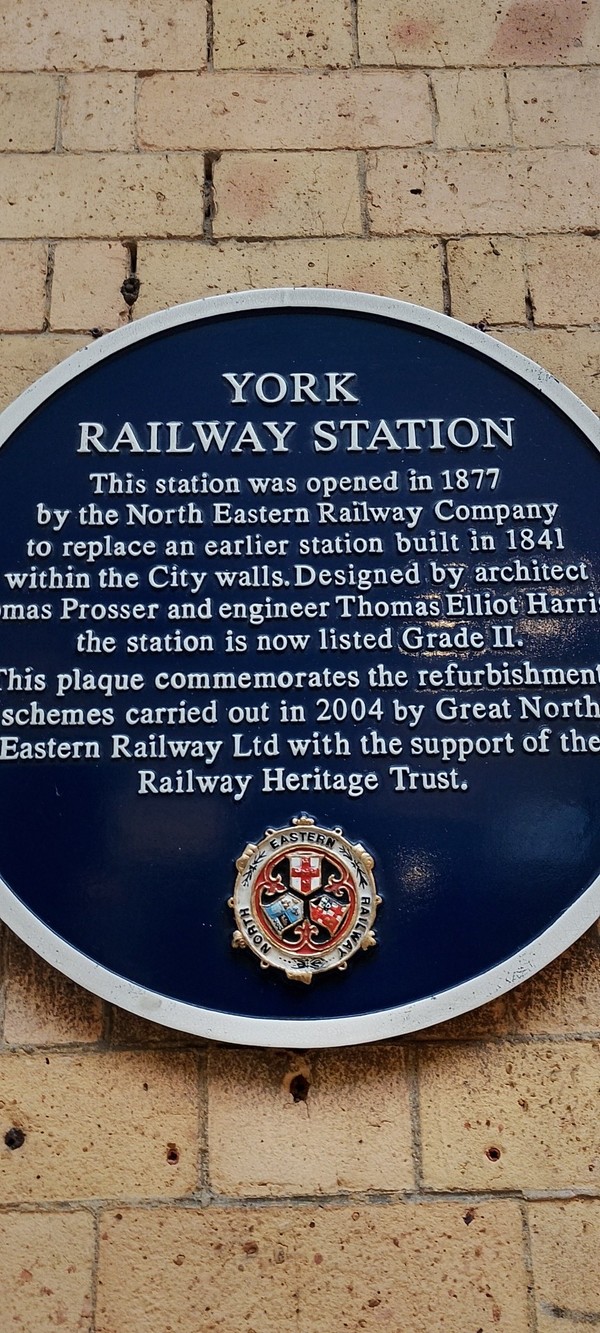 YORK
RAILWAY STATION
This station was opened in 1877
by the North Eastern Railway Company
to replace an earlier station built in 1841
within the City walls. Designed by architect
omas Prosser and engineer Thomas Elliot Harris
the station is now listed Grade II.
This plaque commemorates the refurbishment
schemes carried out in 2004 by Great North
Eastern Railway Ltd with the support of the
Railway Heritage Trust.
NORTH EASTERN RAILWAY